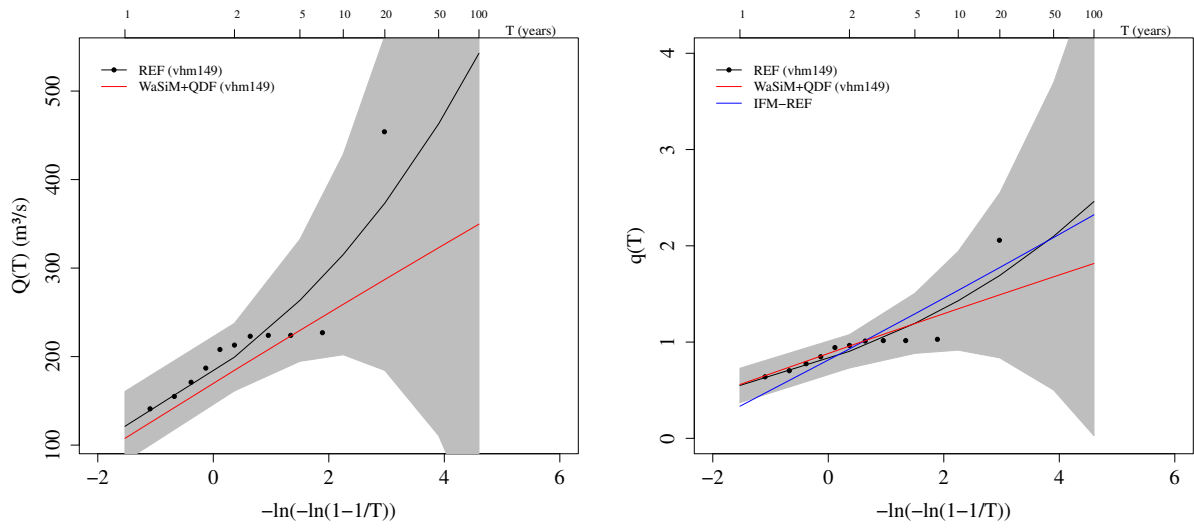 1 2 5 10 20 50 100
T (years)
REF (vhm149)
WaSiM+QDF (vhm149)
Q(T) (m³/s)
500
400
300
200
100
−2 0 2 4 6
−ln(−ln(1−1/T))
1 2 5 10 20 50 100
T (years)
REF (vhm149)
WaSiM+QDF (vhm149)
IFM−REF
q(T)
4
3
2
1
0
−2 0 2 4 6
−ln(−ln(1−1/T))